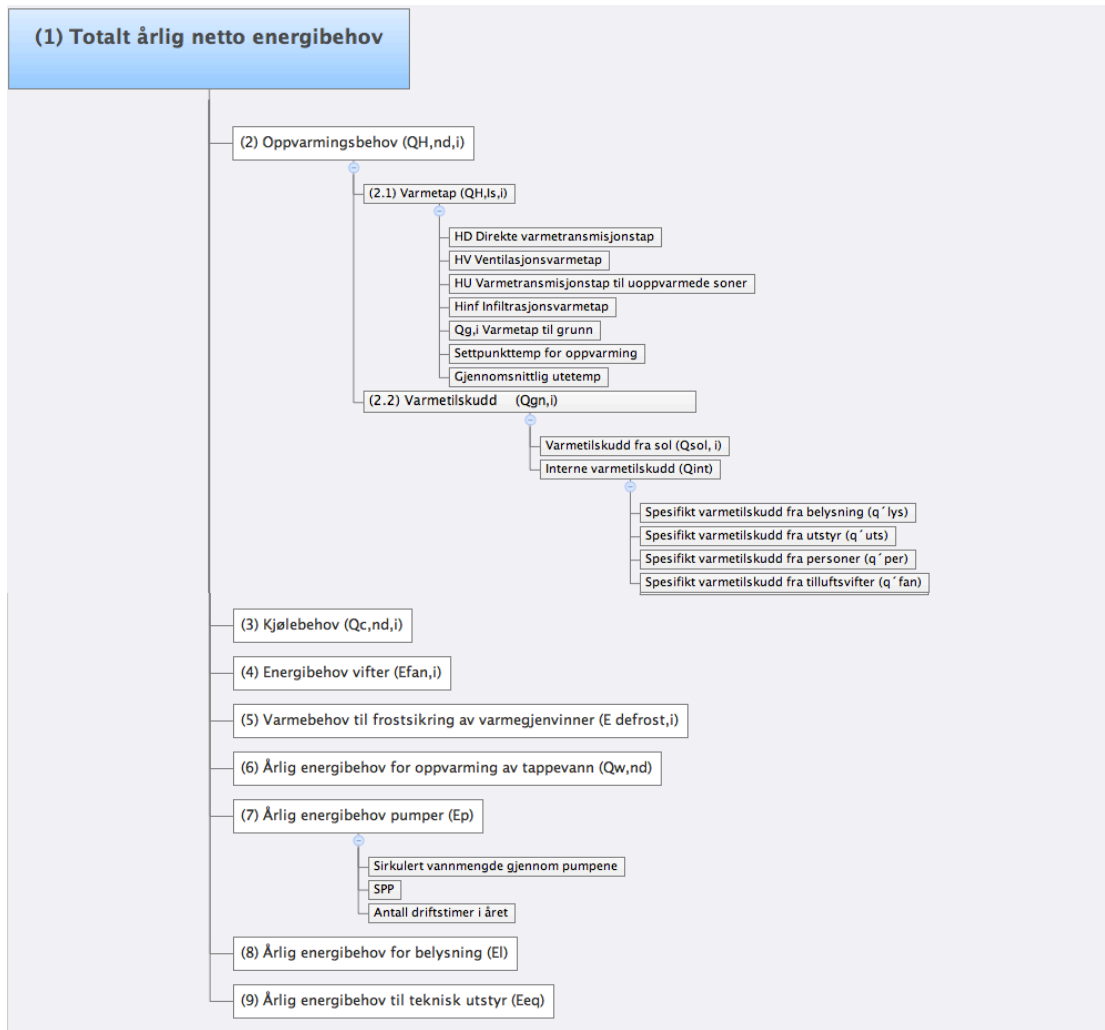 (1) Totalt årlig netto energibehov
(2) Oppvarmingsbehov (QH,nd,i)
(2.1) Varmetap (QH,ls,i)
HD Direkte varmetransmisjonstap
HV Ventilasjonsvarmetap
HU Varmetransmisjonstap til uoppvarmede soner
Hinf Infiltrasjonsvarmetap
Qg,i Varmetap til grunn
Settpunkttemp for oppvarming
Gjennomsnittlig utetemp
(2.2) Varmetilskudd (Qgn,i)
Varmetilskudd fra sol (Qsol, i)
Interne varmetilskudd (Qint)
Spesifikt varmetilskudd fra belysning (q´lys)
Spesifikt varmetilskudd fra utstyr (q´uts)
Spesifikt varmetilskudd fra personer (q´per)
Spesifikt varmetilskudd fra tilluftsvifter (q´fan)
(3) Kjølebehov (Qc,nd,i)
(4) Energibehov vifter (Efan,i)
(5) Varmebehov til frostsikring av varmegjenvinner (E defrost,i)
(6) Årlig energibehov for oppvarming av tappevann (Qw,nd)
(7) Årlig energibehov pumper (Ep)
Sirkulert vannmengde gjennom pumpene
SPP
Antall driftstimer i året
(8) Årlig energibehov for belysning (El)
(9) Årlig energibehov til teknisk utstyr (Eeq)